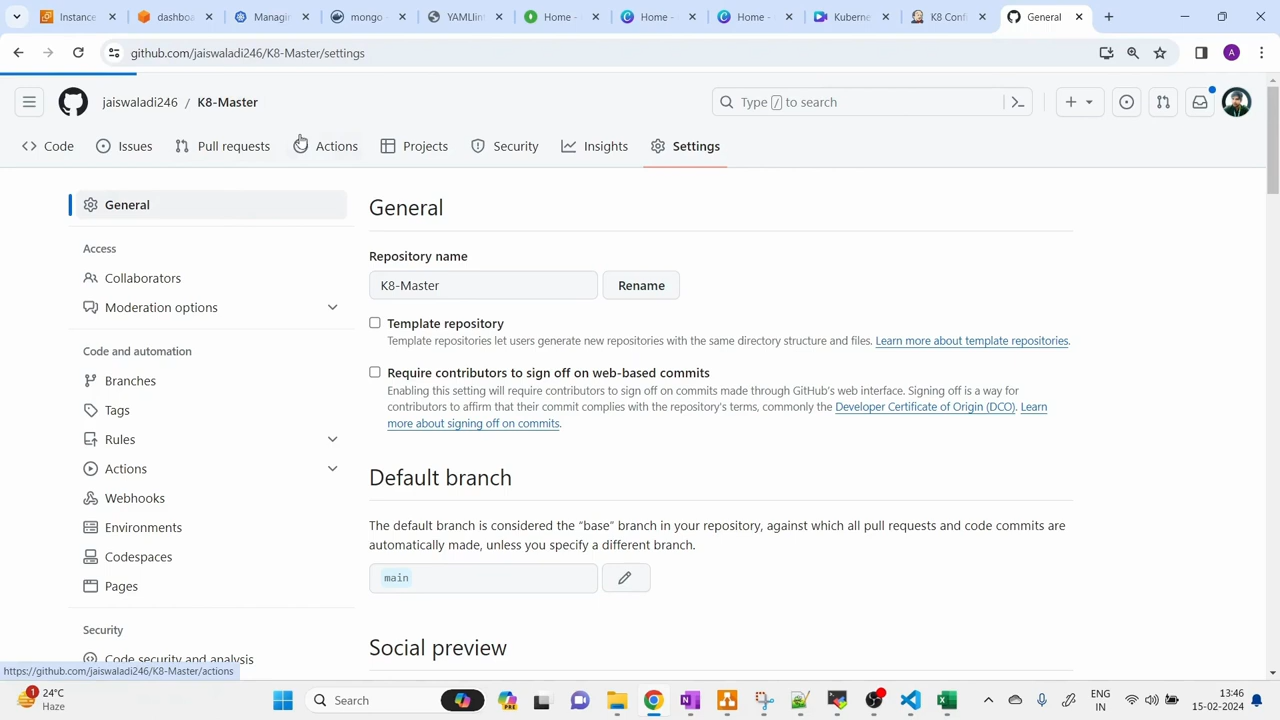 Instance
dashboa
Managin
mongo -
YAMLlin
Home -
Home -
Home -
Kuberne
K8 Conf
General
github.com/jaiswaladi246/K8-Master/settings
A
jaiswaladi246 / K8-Master
Type / to search
Code
Issues
Pull requests
Actions
Projects
Security
Insights
Settings
General
Access
Collaborators
Moderation options
Code and automation
Branches
Tags
Rules
Actions
Webhooks
Environments
Codespaces
Pages
Security
Code security and analysis
General
Repository name
K8-Master
Rename
Template repository
Template repositories let users generate new repositories with the same directory structure and files. Learn more about template repositories.
Require contributors to sign off on web-based commits
Enabling this setting will require contributors to sign off on commits made through GitHub's web interface. Signing off is a way for
contributors to affirm that their commit complies with the repository's terms, commonly the Developer Certificate of Origin (DCO). Learn
more about signing off on commits.
Default branch
The default branch is considered the “base” branch in your repository, against which all pull requests and code commits are
automatically made, unless you specify a different branch.
main
Social preview
https://github.com/jaiswaladi246/K8-Master/actions
1
24°C
Haze
Search
PRE
ENG
IN
13:46
15-02-2024